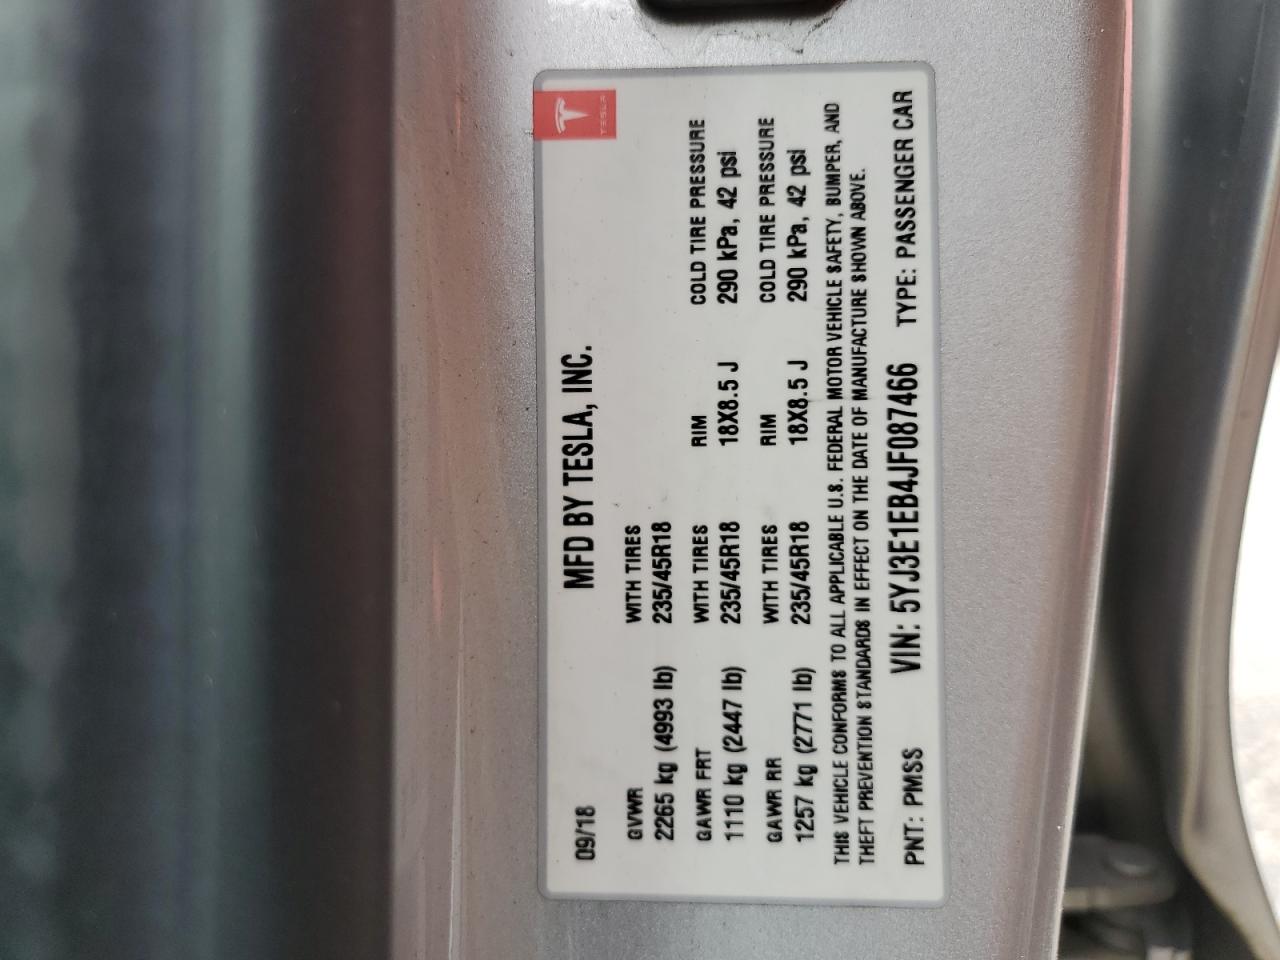 TESLA
09/18 MFD BY TESLA, INC.
GVWR WITH TIRES
2265 kg (4993 lb) 235/45R18
GAWR FRT WITH TIRES RIM COLD TIRE PRESSURE
1110 kg (2447 lb) 235/45R18 18X8.5 J 290 kPa, 42 psi
GAWR RR WITH TIRES RIM COLD TIRE PRESSURE
1257 kg (2771 lb) 235/45R18 18X8.5 J 290 kPa, 42 psi
THIS VEHICLE CONFORMS TO ALL APPLICABLE U.S. FEDERAL MOTOR VEHICLE SAFETY, BUMPER, AND
THEFT PREVENTION STANDARDS IN EFFECT ON THE DATE OF MANUFACTURE SHOWN ABOVE.
PNT: PMSS VIN: 5YJ3E1EB4JF087466 TYPE: PASSENGER CAR